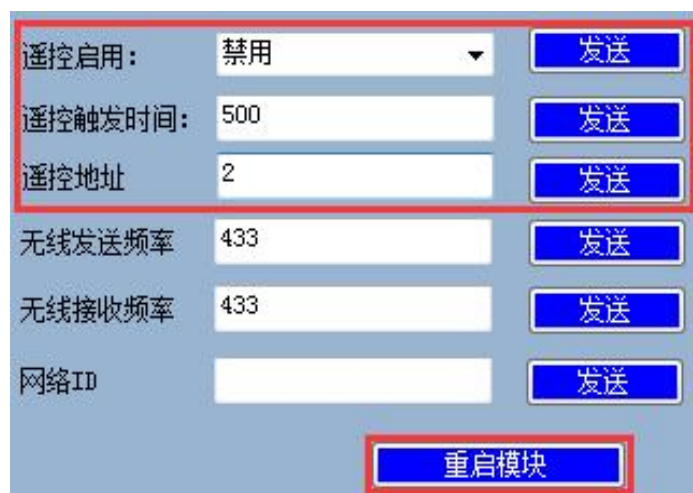 遥控启用: 禁用 发送
遥控触发时间: 500 发送
遥控地址 2 发送
无线发送频率 433 发送
无线接收频率 433 发送
网络ID 发送
重启模块